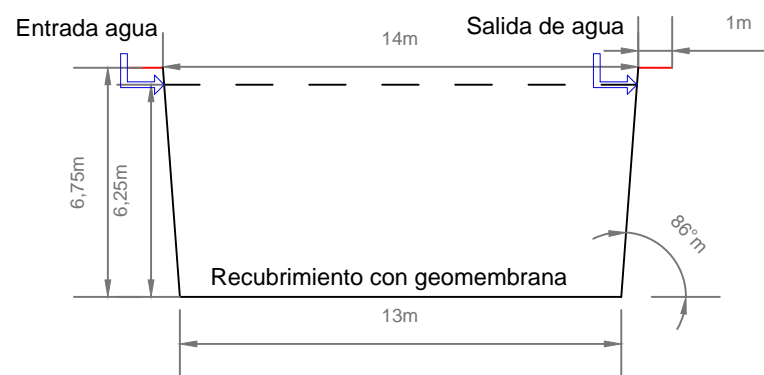 Entrada agua
Salida de agua
14m
1m
6,75m
6,25m
86°m
Recubrimiento con geomembrana
13m